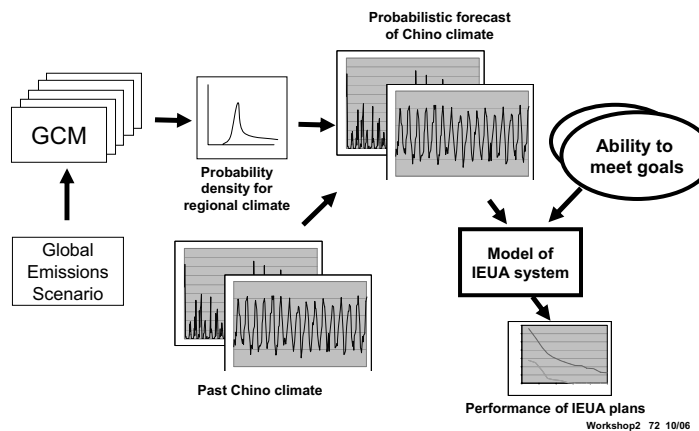 Probabilistic forecast
of Chino climate
GCM
Ability to
meet goals
Probability
density for
regional climate
Global
Emissions
Scenario
Model of
IEUA system
Past Chino climate
Performance of IEUA plans
Workshop2 72 10/06